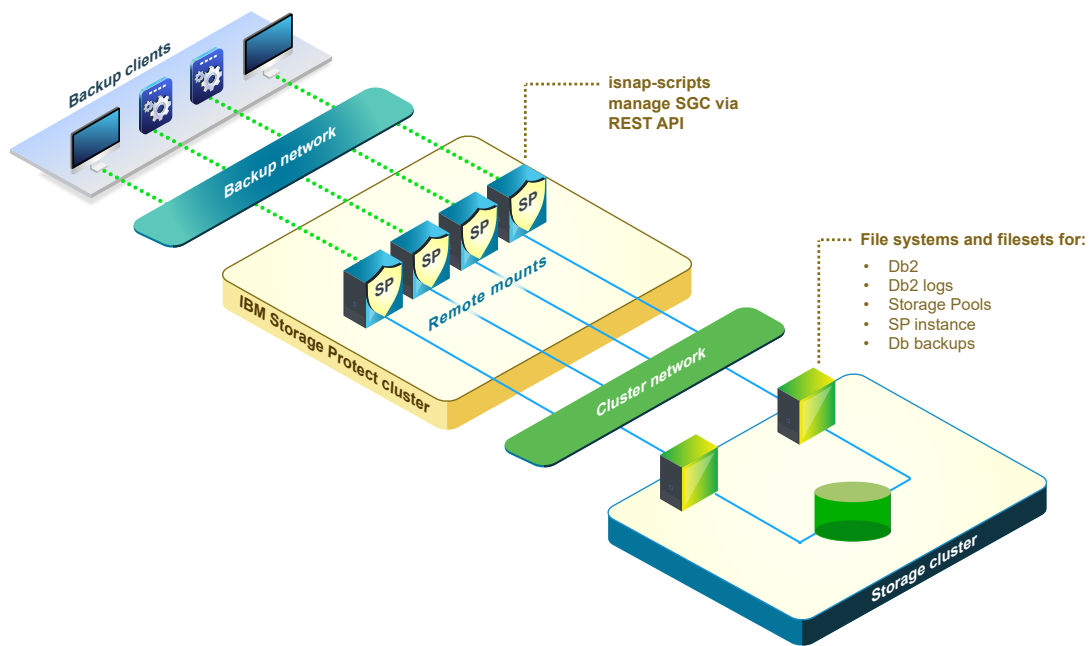 Backup clients
isnap-scripts
manage SGC via
REST API
Backup network
SP
SP
SP
SP
Remote mounts
IBM Storage Protect cluster
File systems and filesets for:
• Db2
• Db2 logs
• Storage Pools
• SP instance
• Db backups
Cluster network
Storage cluster